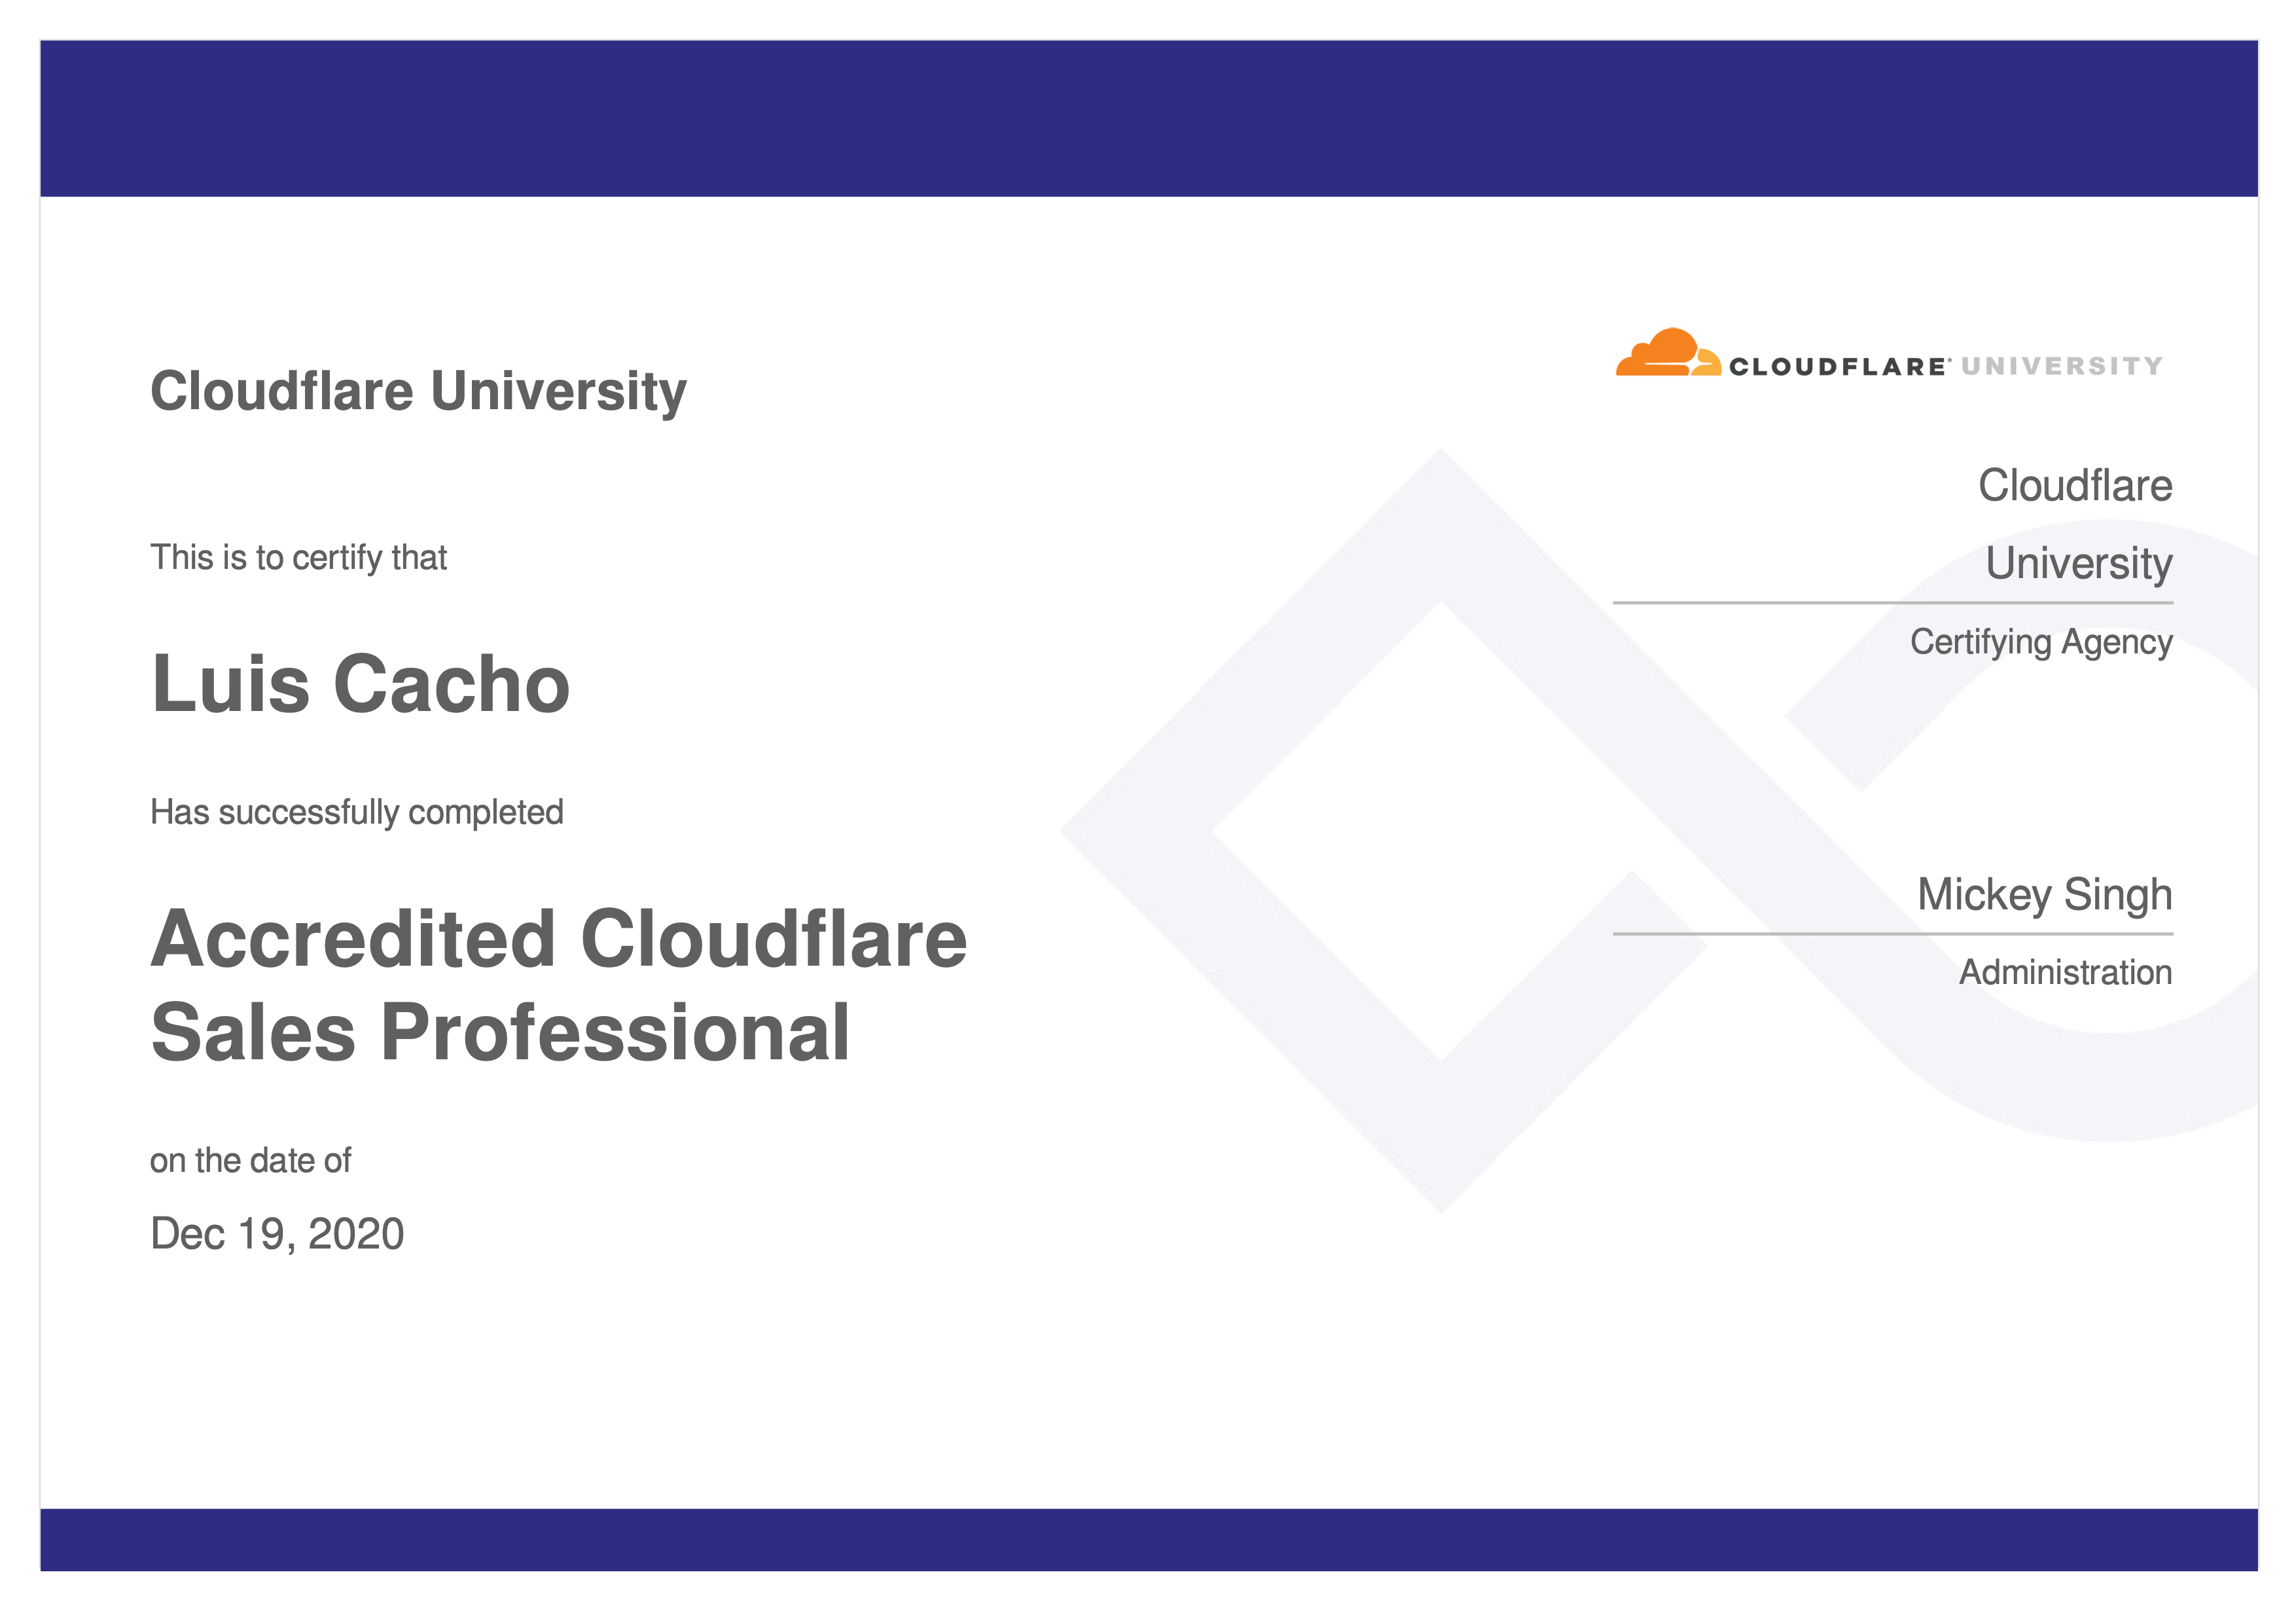 Cloudflare University
This is to certify that
Luis Cacho
Has successfully completed
Accredited Cloudflare
Sales Professional
on the date of
Dec 19, 2020
CLOUDFLARE® UNIVERSITY
Cloudflare
University
Certifying Agency
Mickey Singh
Administration